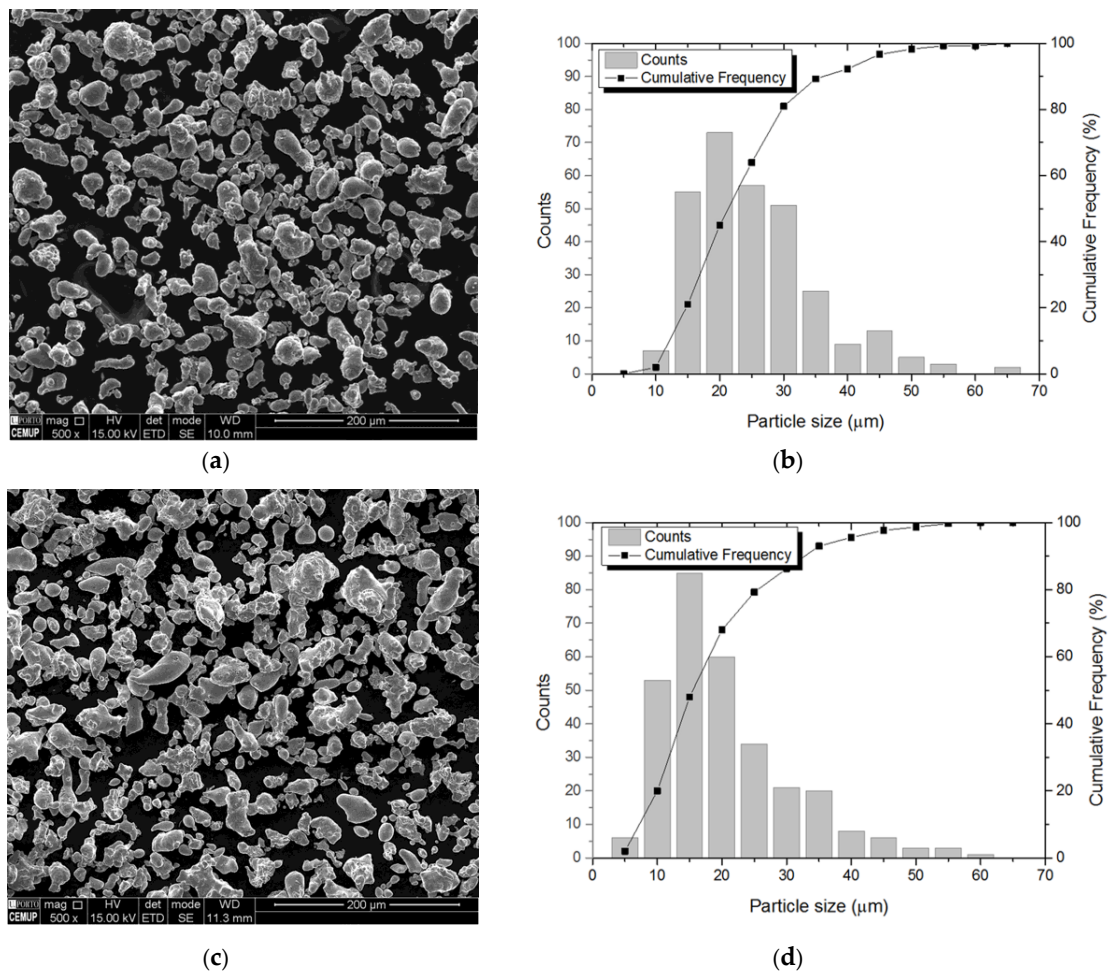 U.PORTO
CEMUP
mag □
500 x
HV
15.00 kV
det
ETD
mode
SE
WD
10.0 mm
200 µm
(a)
Counts
Cumulative Frequency
100
90
80
70
60
50
40
30
20
10
0
Counts
100
80
60
40
20
0
Cumulative Frequency (%)
0 10 20 30 40 50 60 70
Particle size (µm)
(b)
U.PORTO
CEMUP
mag □
500 x
HV
15.00 kV
det
ETD
mode
SE
WD
11.3 mm
200 µm
(c)
Counts
Cumulative Frequency
100
90
80
70
60
50
40
30
20
10
0
Counts
100
80
60
40
20
0
Cumulative Frequency (%)
0 10 20 30 40 50 60 70
Particle size (µm)
(d)